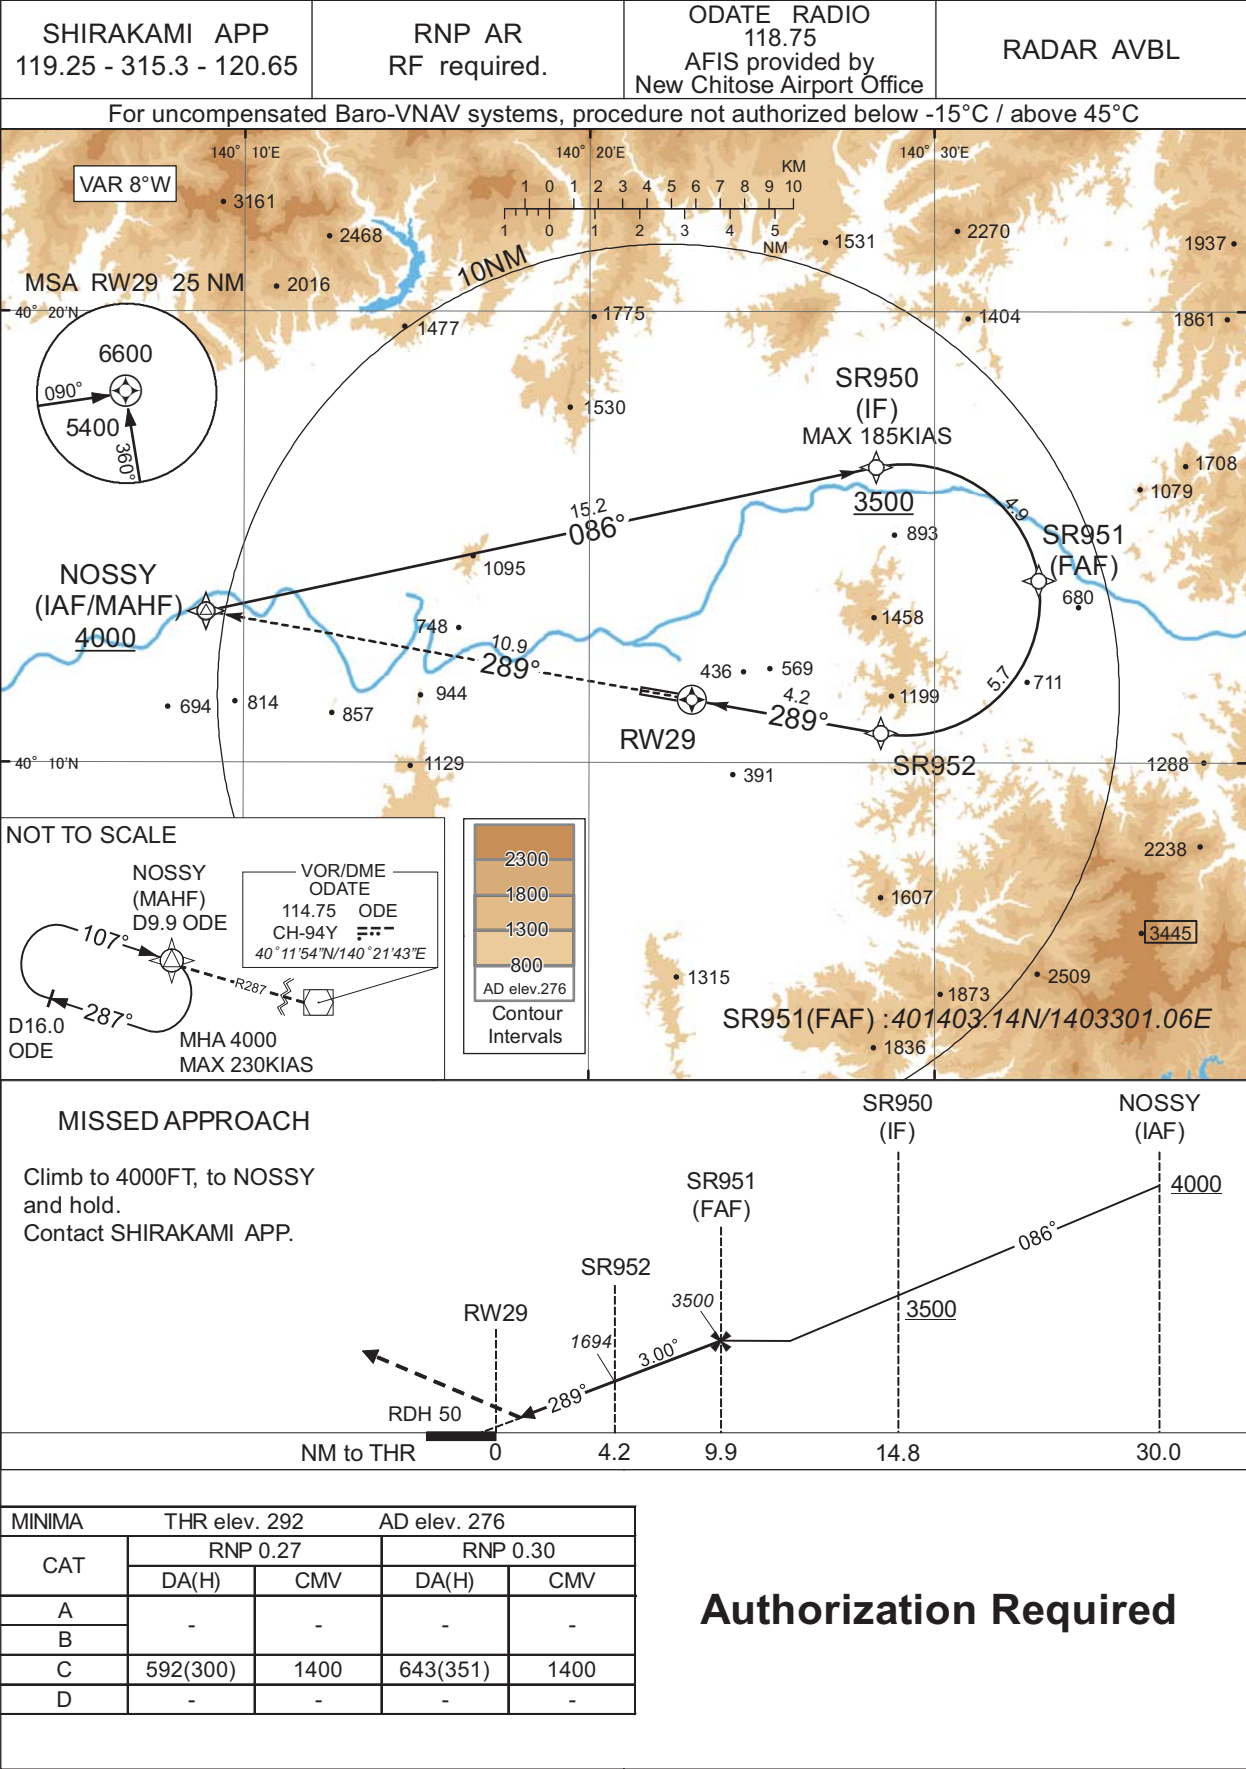 SHIRAKAMI APP
119.25 - 315.3 - 120.65
RNP AR
RF required.
ODATE RADIO
118.75
AFIS provided by
New Chitose Airport Office
RADAR AVBL
For uncompensated Baro-VNAV systems, procedure not authorized below -15°C / above 45°C
140° 10'E
140° 20'E
140° 30'E
VAR 8°W
KM
1 0 1 2 3 4 5 6 7 8 9 10
1 0 1 2 3 4 5
NM
3161
2468
2016
1477
1775
1531
2270
1937
1404
1861
10NM
MSA RW29 25 NM
40° 20'N
6600
090°
5400
360°
1530
SR950
(IF)
MAX 185KIAS
3500
1708
1079
15.2
086°
4.9
893
SR951
(FAF)
680
1095
NOSSY
(IAF/MAHF)
4000
748
10.9
289°
1458
436
569
4.2
289°
1199
5.7
711
694
814
857
944
RW29
SR952
40° 10'N
1129
391
1288
NOT TO SCALE
NOSSY
(MAHF)
D9.9 ODE
VOR/DME
ODATE
114.75 ODE
CH-94Y
40°11'54"N/140°21'43"E
107°
R287
287°
D16.0
ODE
MHA 4000
MAX 230KIAS
2300
1800
1300
800
AD elev.276
Contour
Intervals
2238
1607
3445
1315
2509
1873
SR951(FAF) :401403.14N/1403301.06E
1836
MISSED APPROACH
Climb to 4000FT, to NOSSY
and hold.
Contact SHIRAKAMI APP.
SR950
(IF)
NOSSY
(IAF)
SR951
(FAF)
4000
086°
SR952
3500
3500
RW29
1694
3.00°
289°
RDH 50
NM to THR 0 4.2 9.9 14.8 30.0
MINIMA THR elev. 292 AD elev. 276
CAT RNP 0.27 RNP 0.30
DA(H) CMV DA(H) CMV
A
- - - -
B
C 592(300) 1400 643(351) 1400
D - - - -
Authorization Required